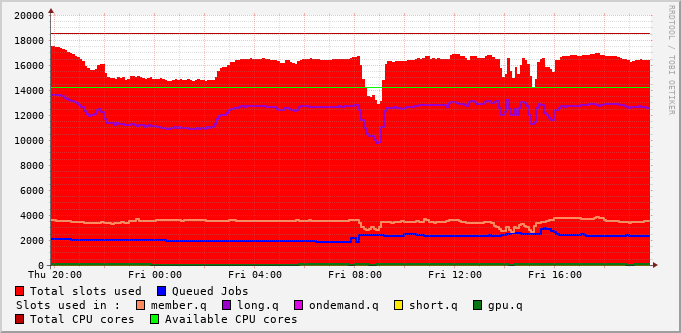 20000
18000
16000
14000
12000
10000
8000
6000
4000
2000
0
Thu 20:00 Fri 00:00 Fri 04:00 Fri 08:00 Fri 12:00 Fri 16:00
Total slots used Queued Jobs
Slots used in : member.q long.q ondemand.q short.q gpu.q
Total CPU cores Available CPU cores
RRDTOOL / TOBI OETIKER